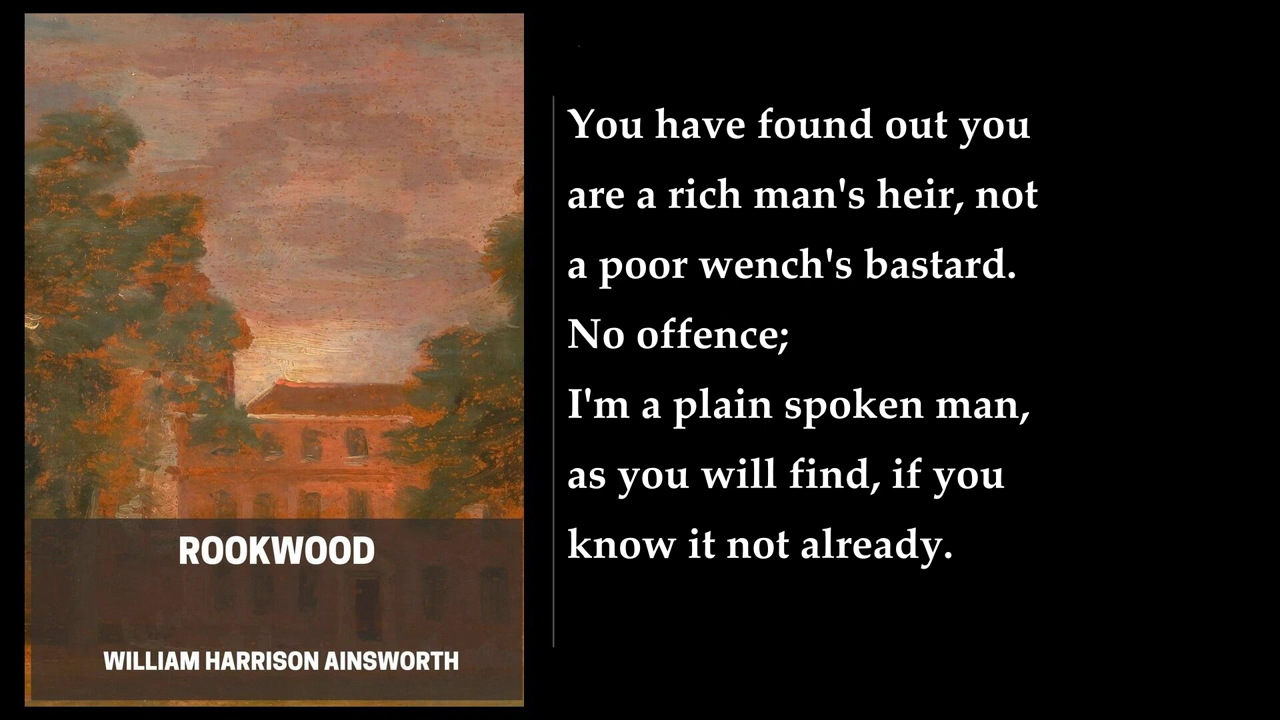 ROOKWOOD
WILLIAM HARRISON AINSWORTH
You have found out you
are a rich man's heir, not
a poor wench's bastard.
No offence;
I'm a plain spoken man,
as you will find, if you
know it not already.